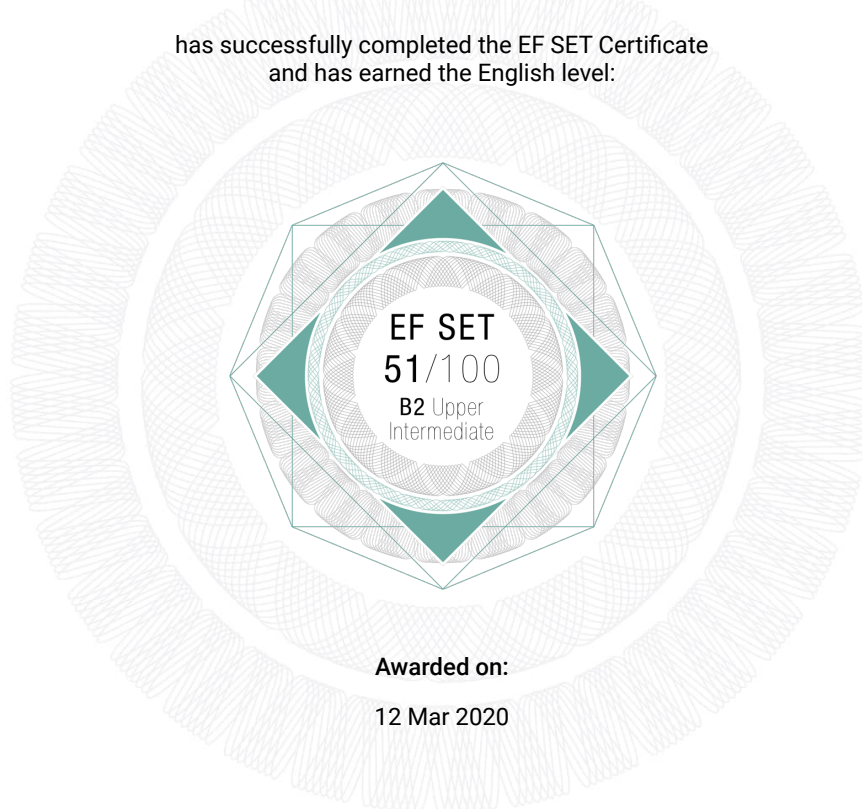 has successfully completed the EF SET Certificate
and has earned the English level:
EF SET
51/100
B2 Upper
Intermediate
Awarded on:
12 Mar 2020